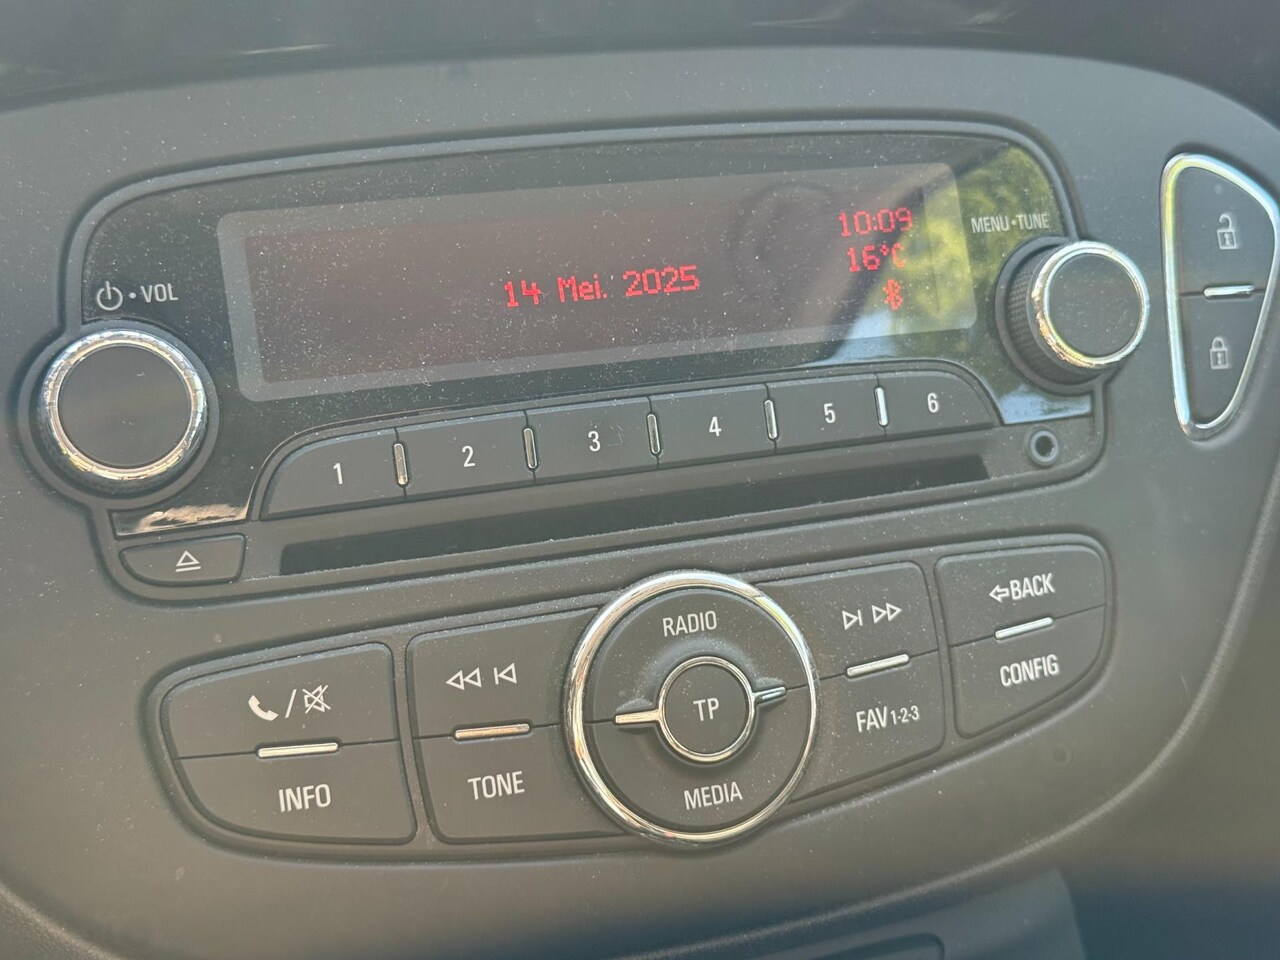 10:09
MENU•TUNE
16°C
14 Mei. 2025
•VOL
1 2 3 4 5 6
RADIO
BACK
TP
CONFIG
FAV 1-2-3
INFO
TONE
MEDIA